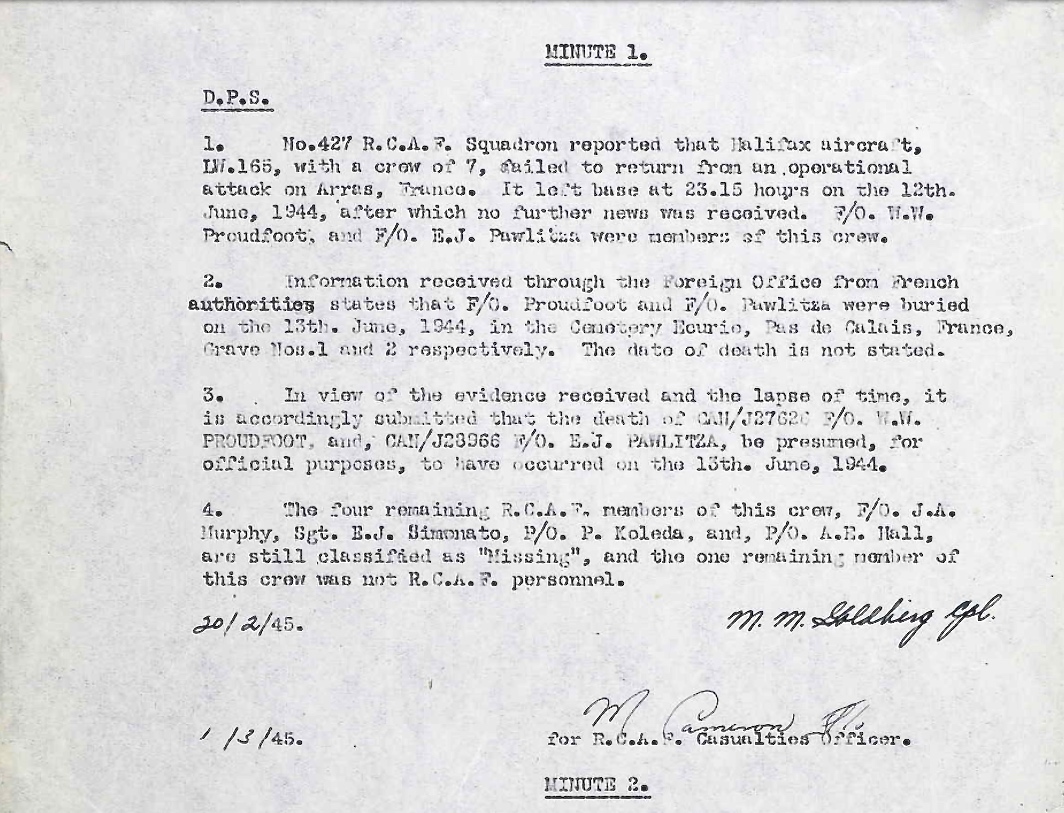 MINUTE 1.
D.P.S.
1. No.427 R.C.A.F. Squadron reported that Halifax aircraft,
LW.165, with a crew of 7, failed to return from an operational
attack on Arras, France. It left base at 23.15 hours on the 12th.
June, 1944, after which no further news was received. F/O. W.W.
Proudfoot, and F/O. E.J. Pawlitza were members of this crew.
2. Information received through the Foreign Office from French
authorities states that F/O. Proudfoot and F/O. Pawlitza were buried
on the 13th. June, 1944, in the Cemetery Ecurie, Pas de Calais, France,
Grave Nos.1 and 2 respectively. The date of death is not stated.
3. In view of the evidence received and the lapse of time, it
is accordingly submitted that the death of CAN/J27626 F/O. W.W.
PROUDFOOT, and, CAN/J28966 F/O. E.J. PAWLITZA, be presumed, for
official purposes, to have occurred on the 13th. June, 1944.
4. The four remaining R.C.A.F. members of this crew, F/O. J.A.
Murphy, Sgt. E.J. Simonato, P/O. P. Koleda, and, P/O. A.E. Hall,
are still classified as "Missing", and the one remaining member of
this crew was not R.C.A.F. personnel.
20/2/45.
M. M. Goldberg Cpl.
M Cameron
1/3/45.
for R.C.A.F. Casualties Officer.
MINUTE 2.